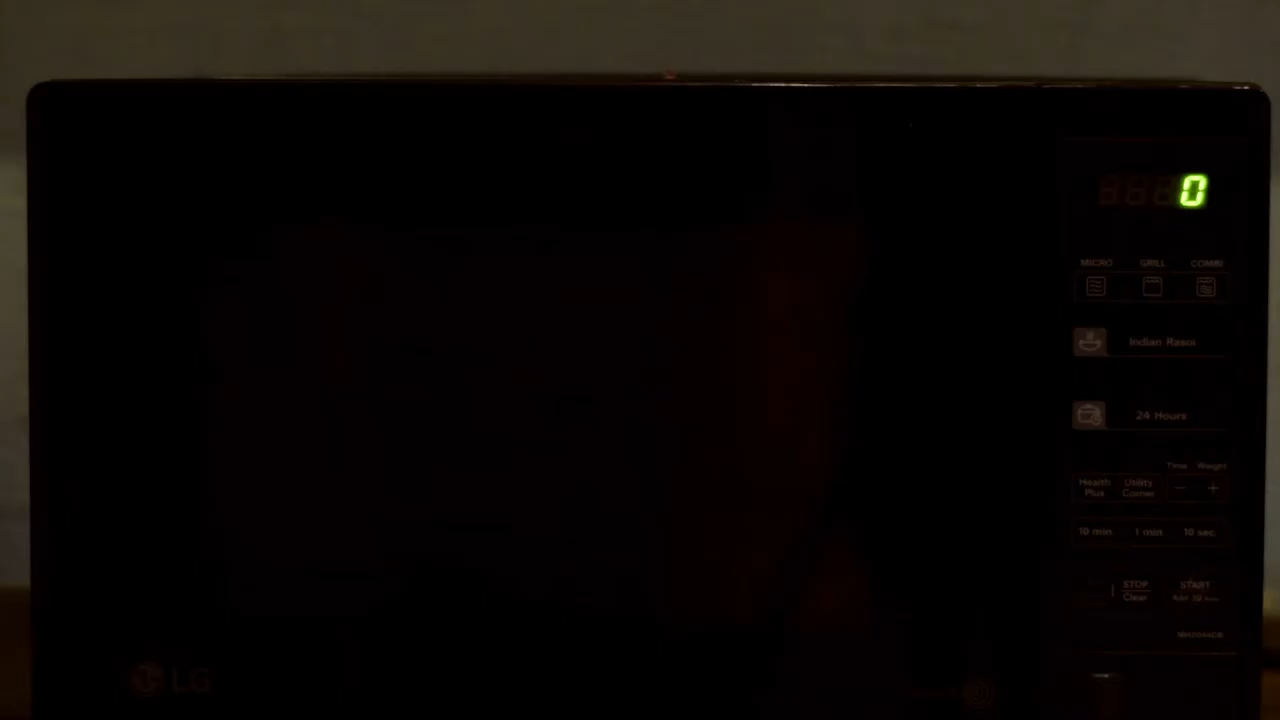 0
MICRO GRILL COMBI
Indian Rasoi
24 Hours
Time Weight
Health Plus
Utility Corner
- +
10 min. 1 min 10 sec.
STOP
Clear
START
LG